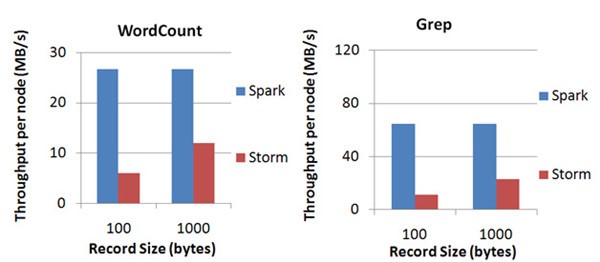 WordCount
Throughput per node (MB/s)
30
20
10
0
100
1000
Record Size (bytes)
Spark
Storm
Grep
Throughput per node (MB/s)
120
80
40
0
100
1000
Record Size (bytes)
Spark
Storm